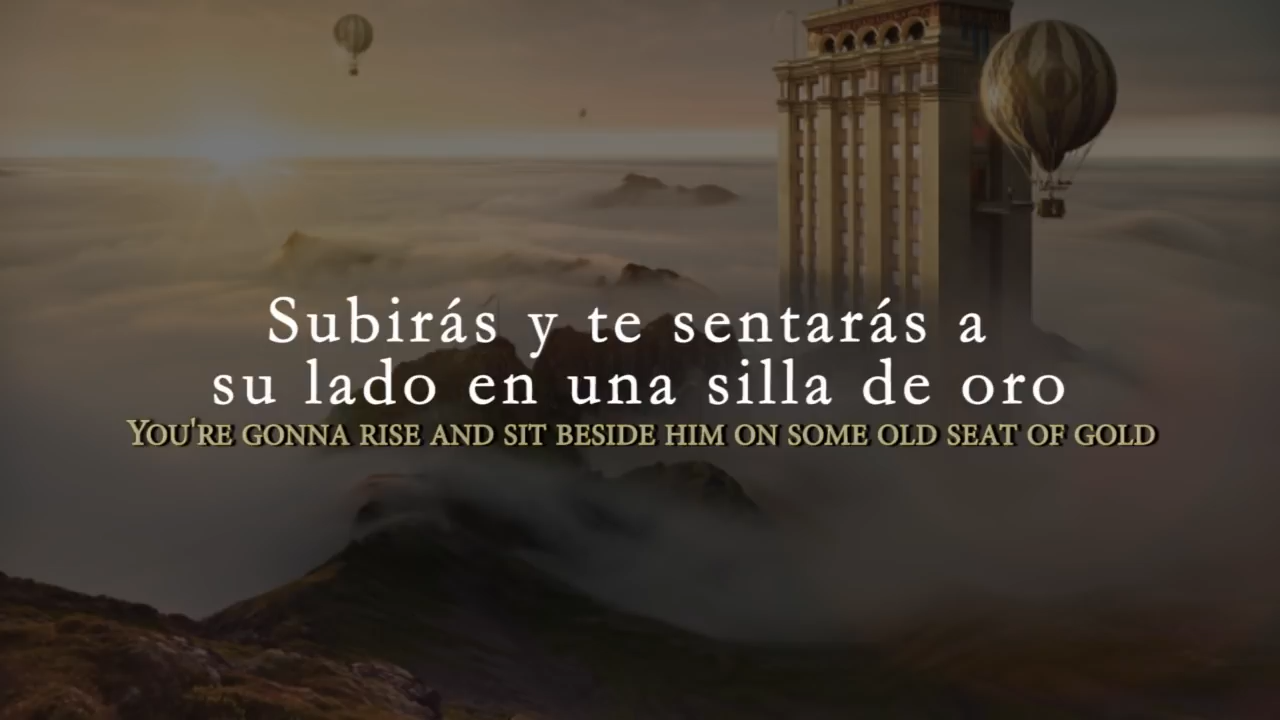 Subirás y te sentarás a
su lado en una silla de oro
YOU'RE GONNA RISE AND SIT BESIDE HIM ON SOME OLD SEAT OF GOLD